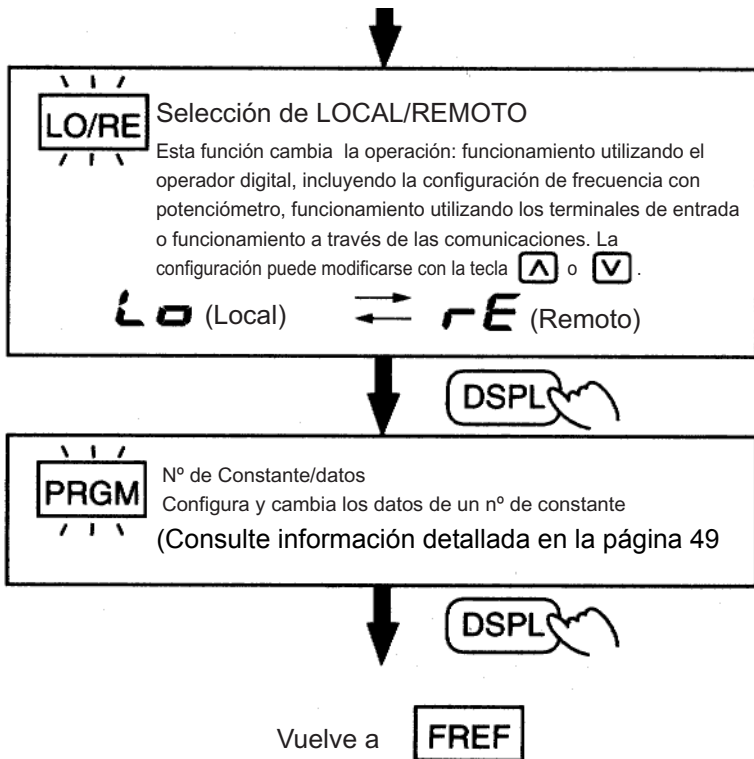 LO/RE
Selección de LOCAL/REMOTO
Esta función cambia la operación: funcionamiento utilizando el
operador digital, incluyendo la configuración de frecuencia con
potenciómetro, funcionamiento utilizando los terminales de entrada
o funcionamiento a través de las comunicaciones. La
configuración puede modificarse con la tecla o .
Lo (Local) rE (Remoto)
DSPL
PRGM
Nº de Constante/datos
Configura y cambia los datos de un nº de constante
(Consulte información detallada en la página 49
DSPL
Vuelve a FREF